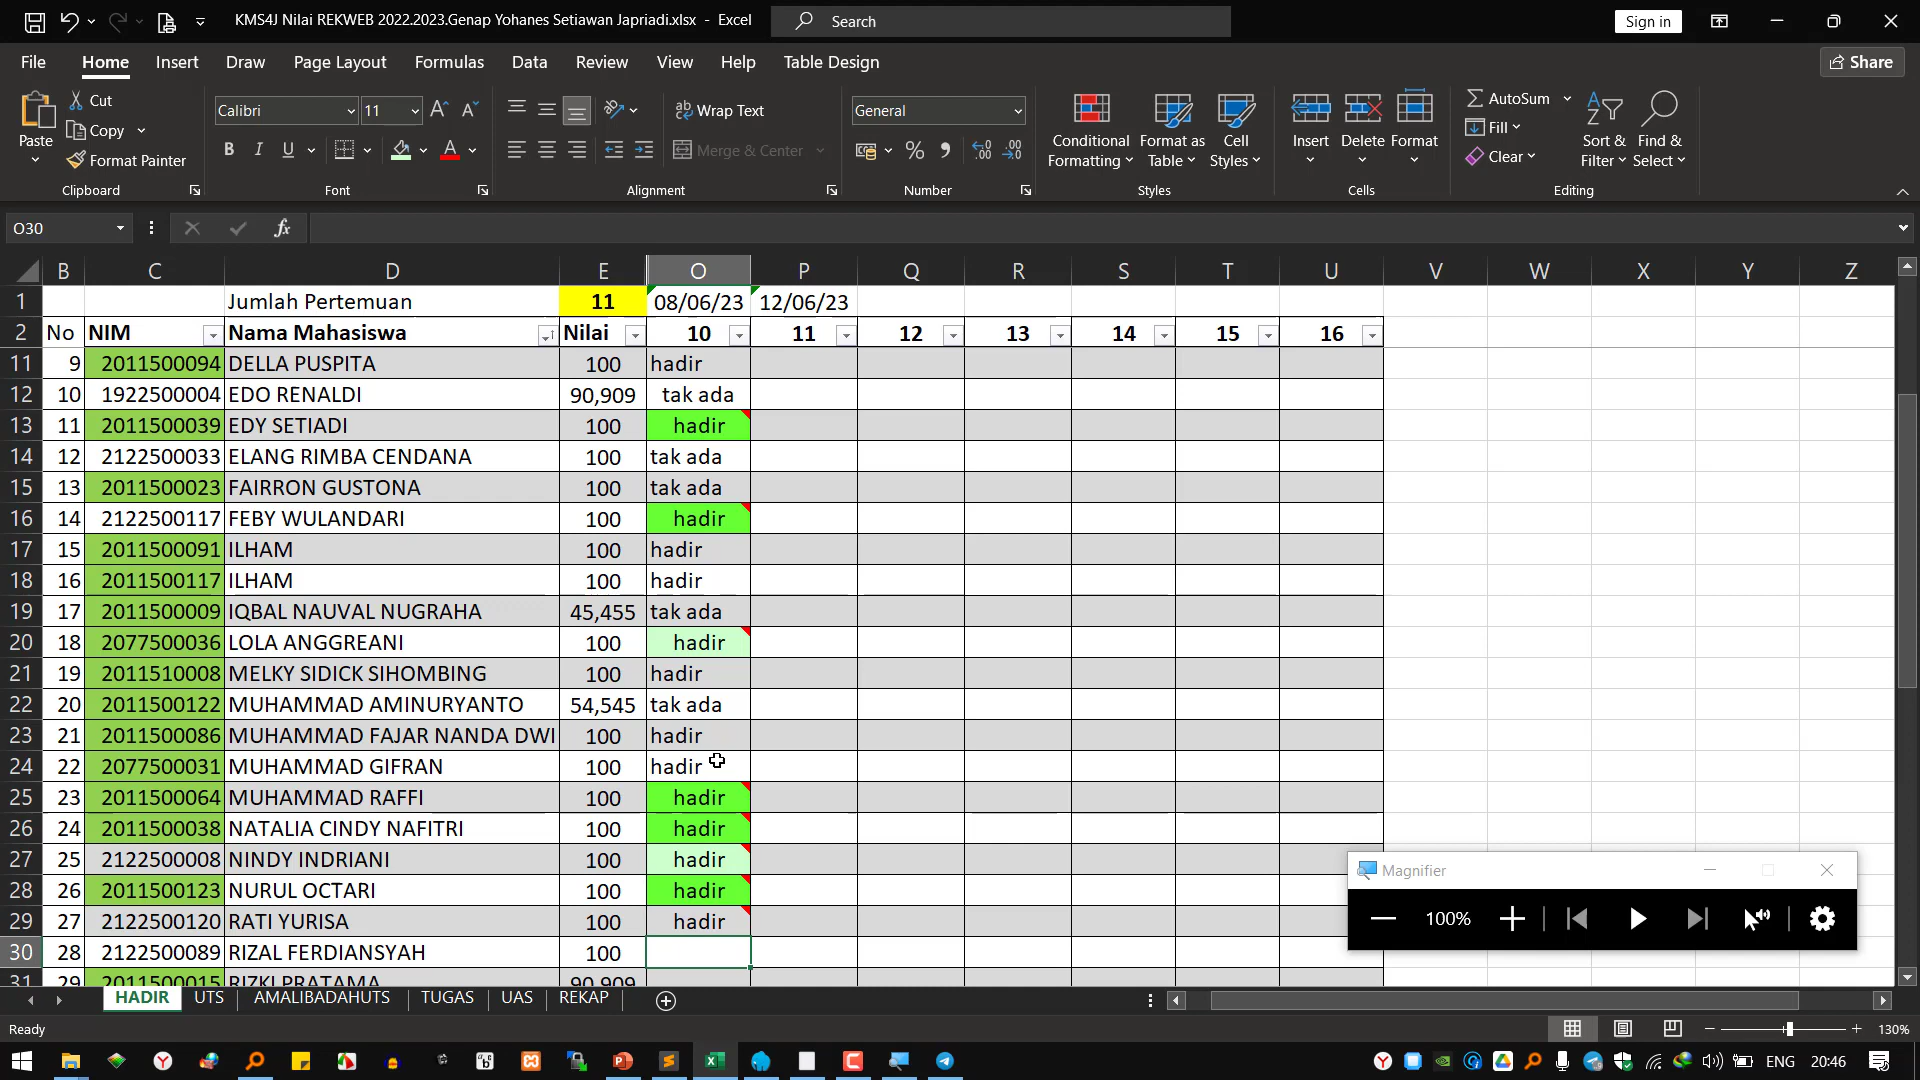 KMS4J Nilai REKWEB 2022.2023.Genap Yohanes Setiawan Japriadi.xlsx - Excel
Search
Sign in
File Home Insert Draw Page Layout Formulas Data Review View Help Table Design
Share
Paste
Cut
Copy
Format Painter
Clipboard
Calibri 11
B I U
Font
Wrap Text
Merge & Center
Alignment
General
Number
Conditional Formatting
Format as Table
Cell Styles
Styles
Insert Delete Format
Cells
AutoSum
Fill
Clear
Sort & Filter
Find & Select
Editing
O30 fx
B C D E O P Q R S T U V W X Y Z
1 Jumlah Pertemuan 11 08/06/23 12/06/23
2 No NIM Nama Mahasiswa Nilai 10 11 12 13 14 15 16
11 9 2011500094 DELLA PUSPITA 100 hadir
12 10 1922500004 EDO RENALDI 90,909 tak ada
13 11 2011500039 EDY SETIADI 100 hadir
14 12 2122500033 ELANG RIMBA CENDANA 100 tak ada
15 13 2011500023 FAIRRON GUSTONA 100 tak ada
16 14 2122500117 FEBY WULANDARI 100 hadir
17 15 2011500091 ILHAM 100 hadir
18 16 2011500117 ILHAM 100 hadir
19 17 2011500009 IQBAL NAUVAL NUGRAHA 45,455 tak ada
20 18 2077500036 LOLA ANGGREANI 100 hadir
21 19 2011510008 MELKY SIDICK SIHOMBING 100 hadir
22 20 2011500122 MUHAMMAD AMINURYANTO 54,545 tak ada
23 21 2011500086 MUHAMMAD FAJAR NANDA DWI 100 hadir
24 22 2077500031 MUHAMMAD GIFRAN 100 hadir
25 23 2011500064 MUHAMMAD RAFFI 100 hadir
26 24 2011500038 NATALIA CINDY NAFITRI 100 hadir
27 25 2122500008 NINDY INDRIANI 100 hadir
28 26 2011500123 NURUL OCTARI 100 hadir
29 27 2122500120 RATI YURISA 100 hadir
30 28 2122500089 RIZAL FERDIANSYAH 100
31 29 2011500015 RIZKI PRATAMA 90,909
Magnifier
100%
HADIR UTS AMALIBADAHUTS TUGAS UAS REKAP
Ready
130%
ENG 20:46